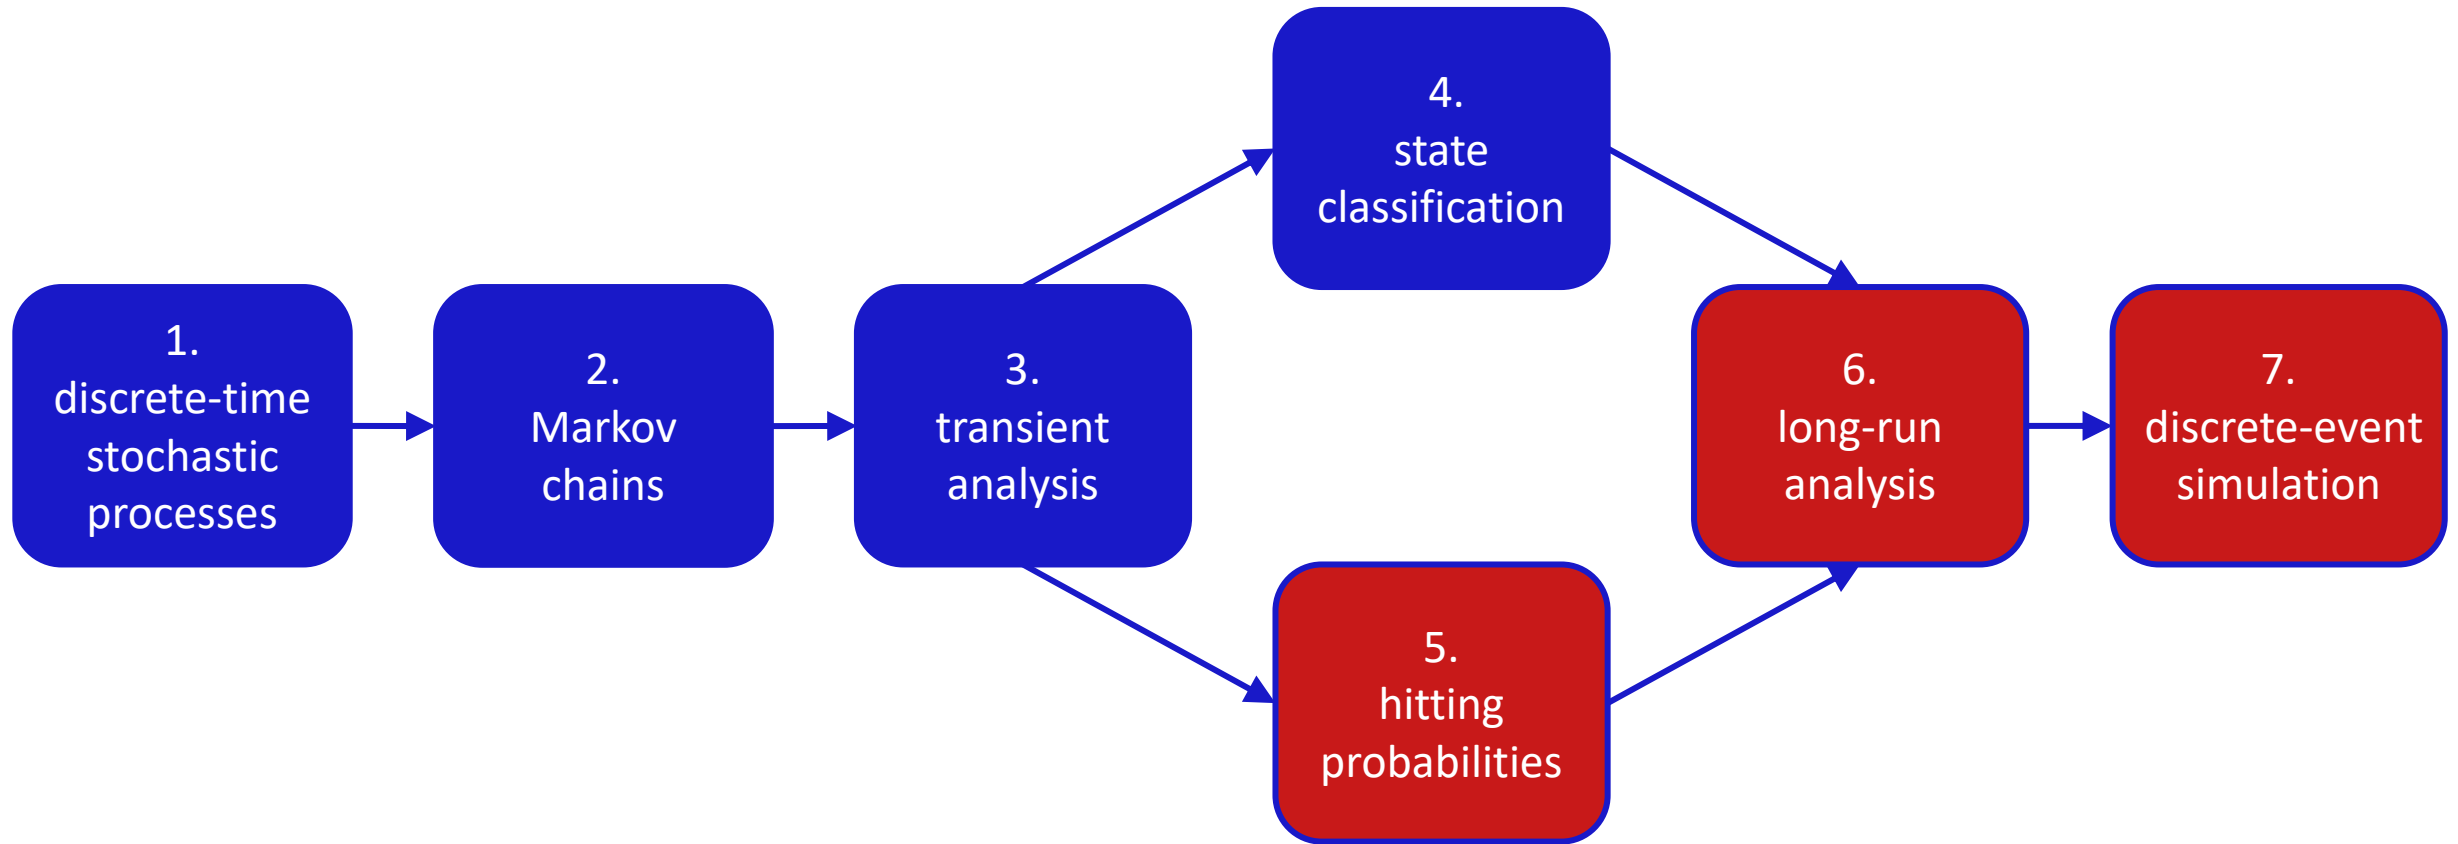 1.
discrete-time
stochastic
processes
2.
Markov
chains
3.
transient
analysis
4.
state
classification
5.
hitting
probabilities
6.
long-run
analysis
7.
discrete-event
simulation